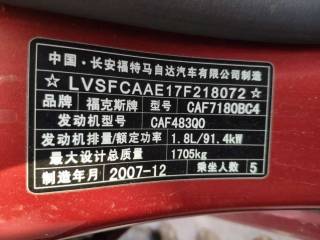 中国·长安福特马自达汽车有限公司制造
☆LVSFCAAE17F218072☆
品牌 福克斯牌 型号 CAF7180BC4
发动机型号 CAF483Q0
发动机排量/额定功率 1.8L/91.4kW
最大设计总质量 1705kg
制造年月 2007-12 乘坐人数 5